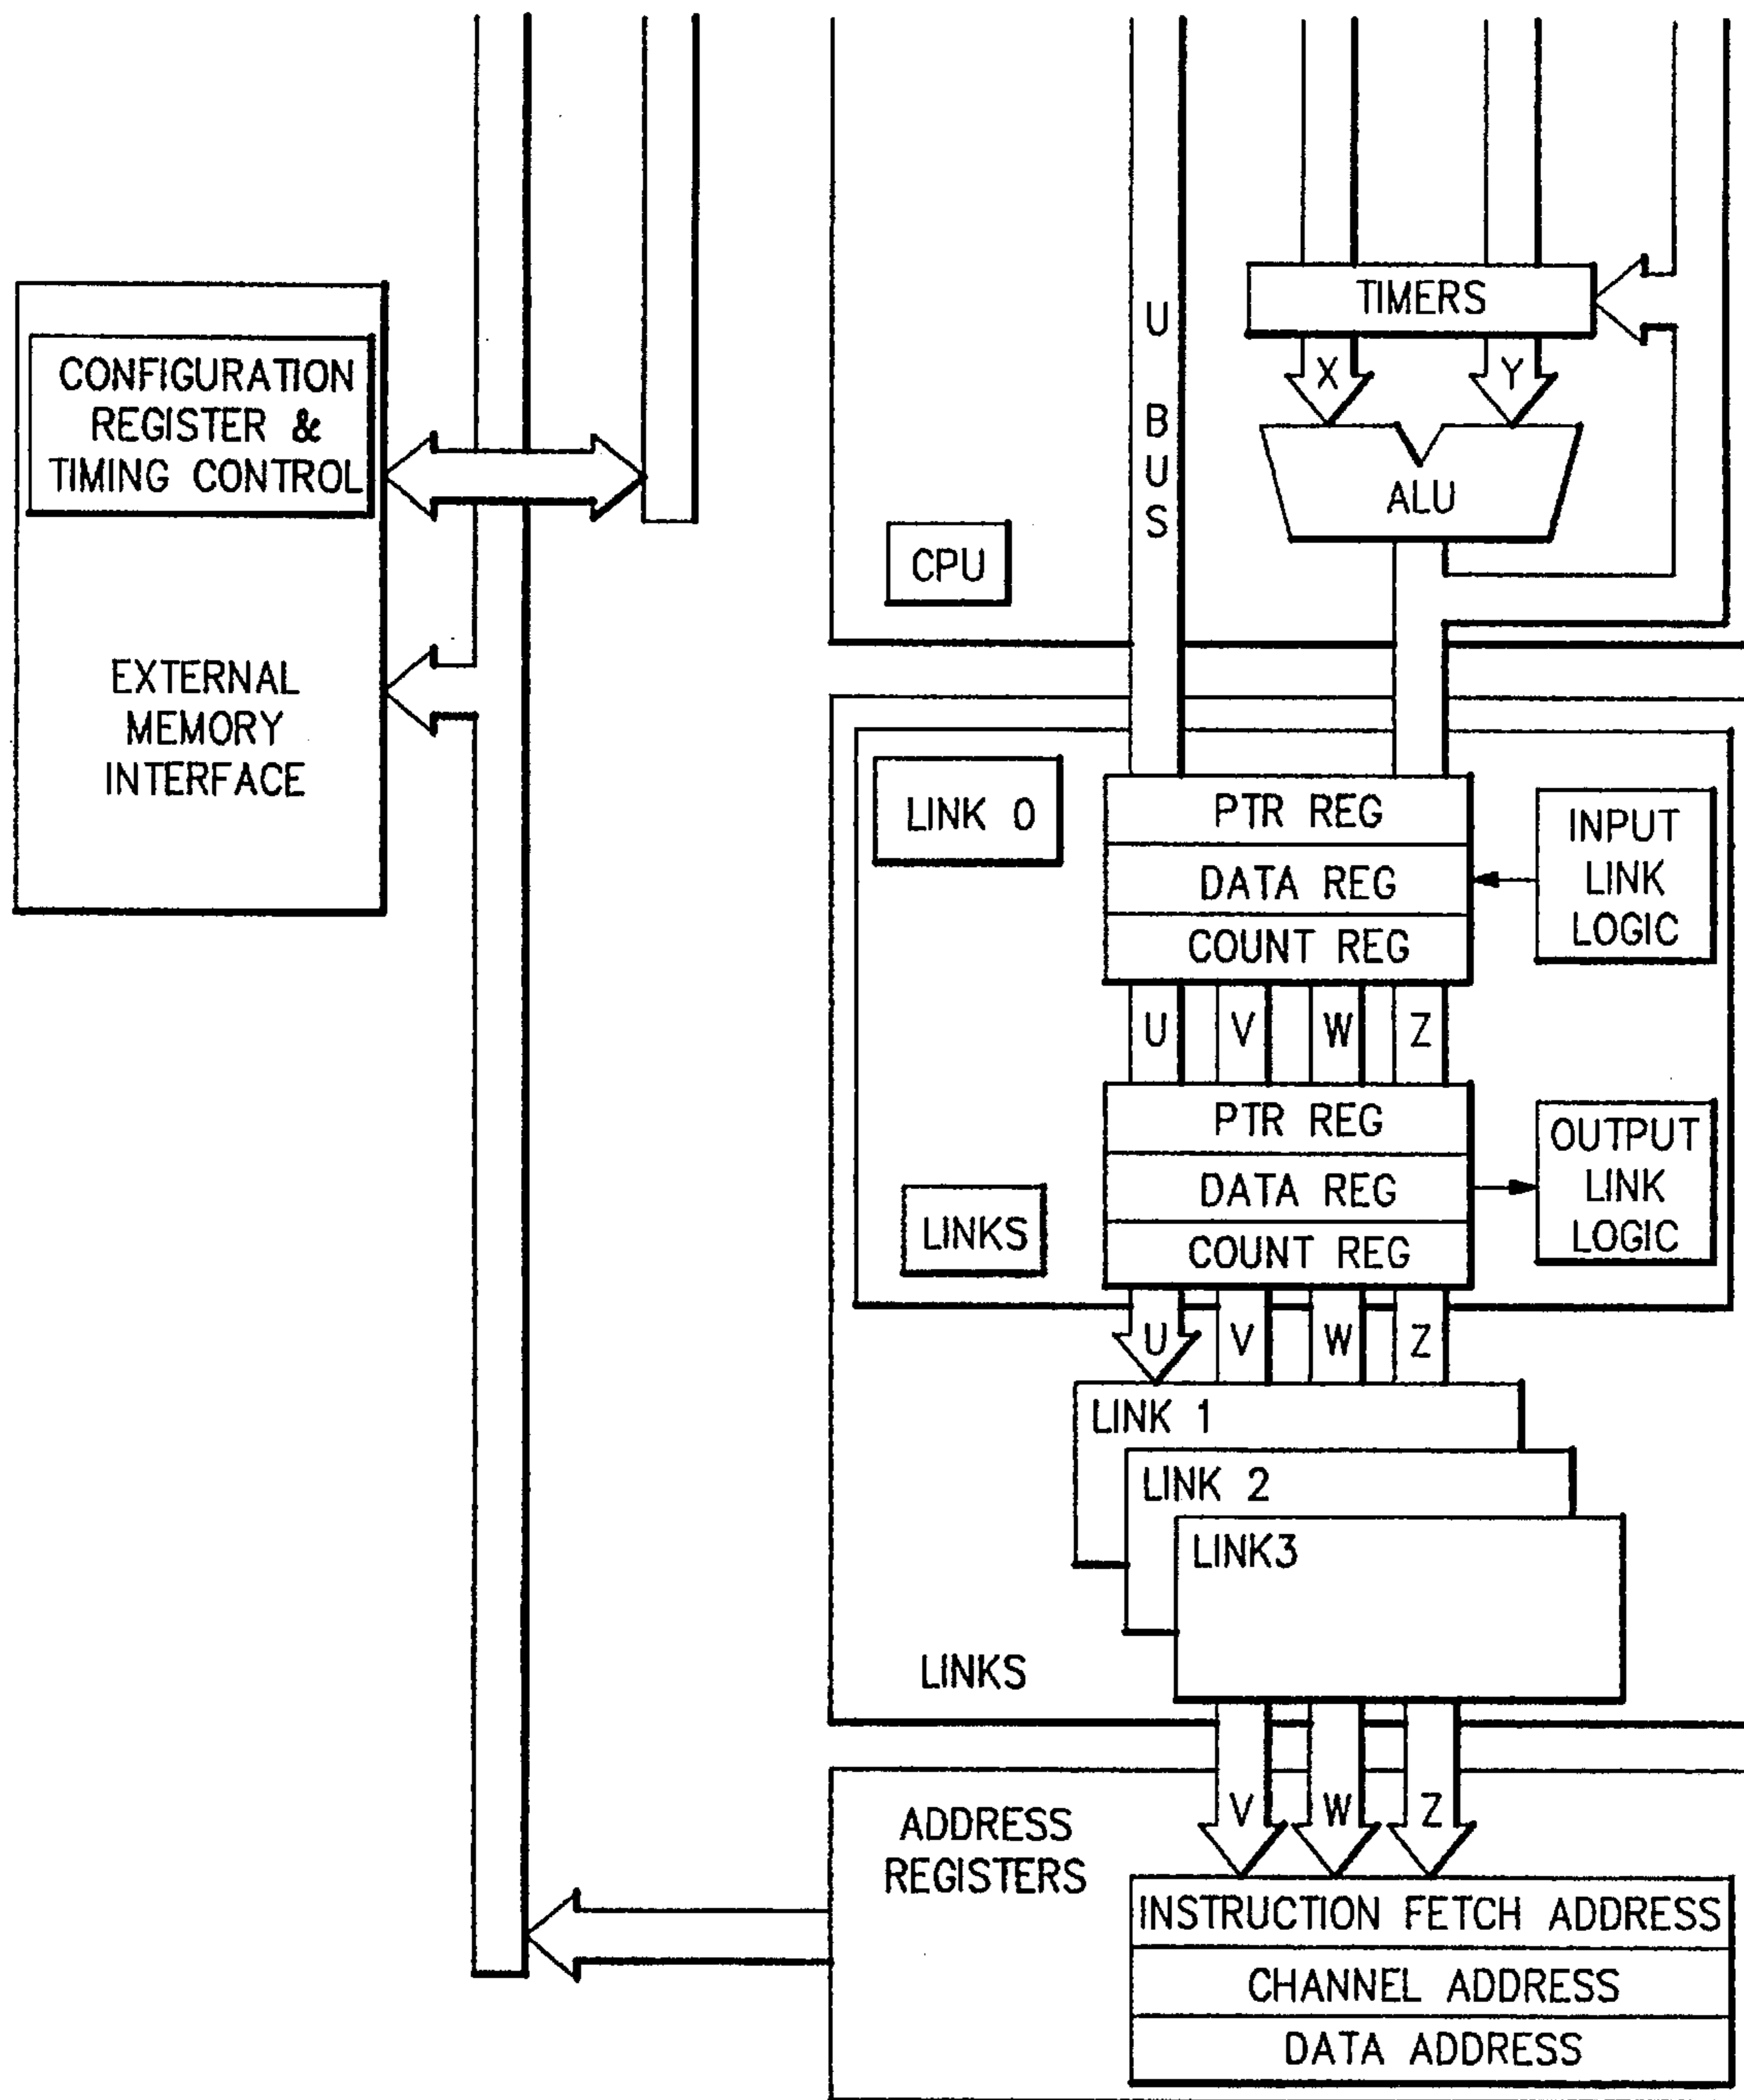 CONFIGURATION
REGISTER &
TIMING CONTROL
EXTERNAL
MEMORY
INTERFACE
U BUS
TIMERS
X
Y
ALU
CPU
LINK 0
PTR REG
DATA REG
COUNT REG
INPUT
LINK
LOGIC
U V W Z
PTR REG
DATA REG
COUNT REG
OUTPUT
LINK
LOGIC
LINKS
U V W Z
LINK 1
LINK 2
LINK3
LINKS
ADDRESS
REGISTERS
V W Z
INSTRUCTION FETCH ADDRESS
CHANNEL ADDRESS
DATA ADDRESS